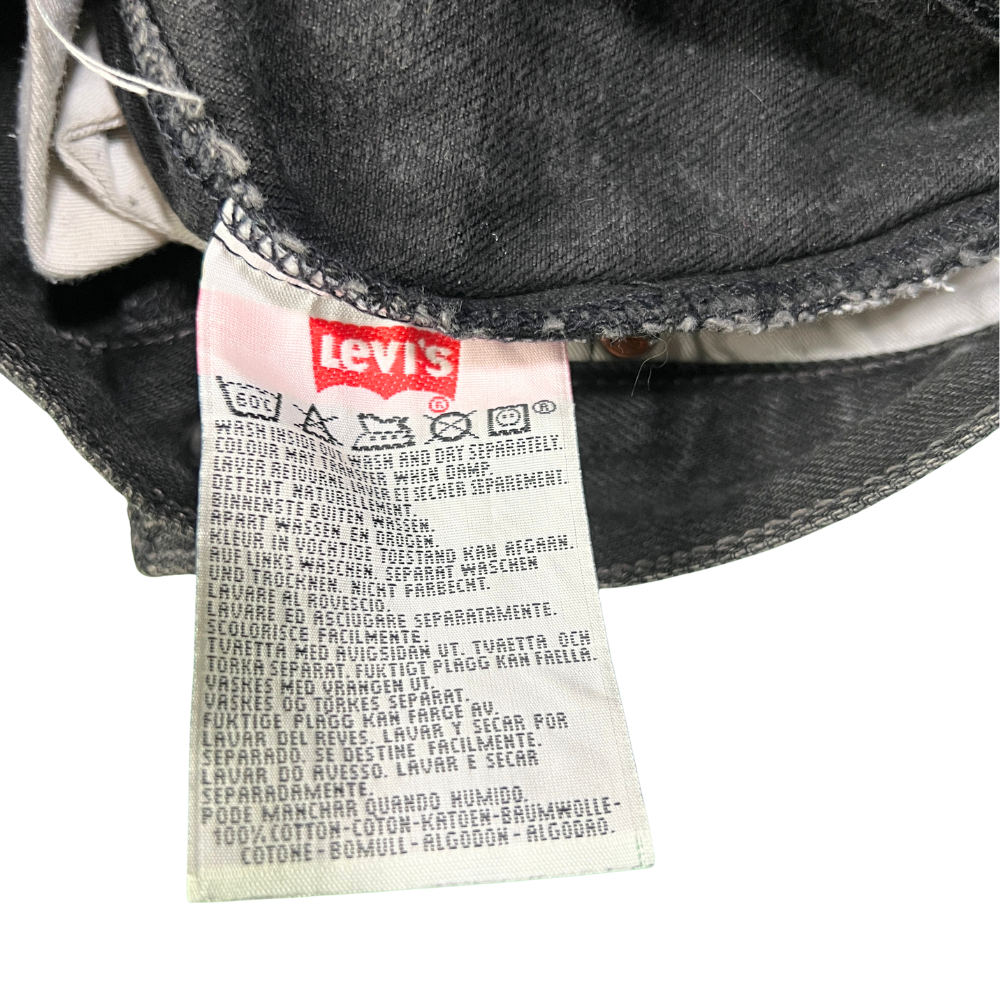 LEVI'S
®
60°C
®
WASH INSIDE OUT. WASH AND DRY SEPARATELY.
COLOUR MAY TRANSFER WHEN DAMP.
LAVER RETOURNE. LAVER ET SECHER SEPAREMENT.
DETEINT NATURELLEMENT.
BINNENSTE BUITEN WASSEN.
APART WASSEN EN DROGEN.
KLEUR IN VOCHTIGE TOESTAND KAN AFGAAN.
AUF LINKS WASCHEN. SEPARAT WASCHEN
UND TROCKNEN. NICHT FARBECHT.
LAVARE AL ROVESCIO.
LAVARE ED ASCIUGARE SEPARATAMENTE.
SCOLORISCE FACILMENTE.
TVAETTA MED AVIGSIDAN UT. TVAETTA OCH
TORKA SEPARAT. FUKTIGT PLAGG KAN FAELLA.
VASKES MED VRANGEN UT.
VASKES OG TORKES SEPARAT.
FUKTIGE PLAGG KAN FARGE AV.
LAVAR DEL REVES. LAVAR Y SECAR POR
SEPARADO. SE DESTINE FACILMENTE.
LAVAR DO AVESSO. LAVAR E SECAR
SEPARADAMENTE.
PODE MANCHAR QUANDO HUMIDO.
100% COTTON-COTON-KATOEN-BAUMWOLLE-
COTONE-BOMULL-ALGODON-ALGODAO.